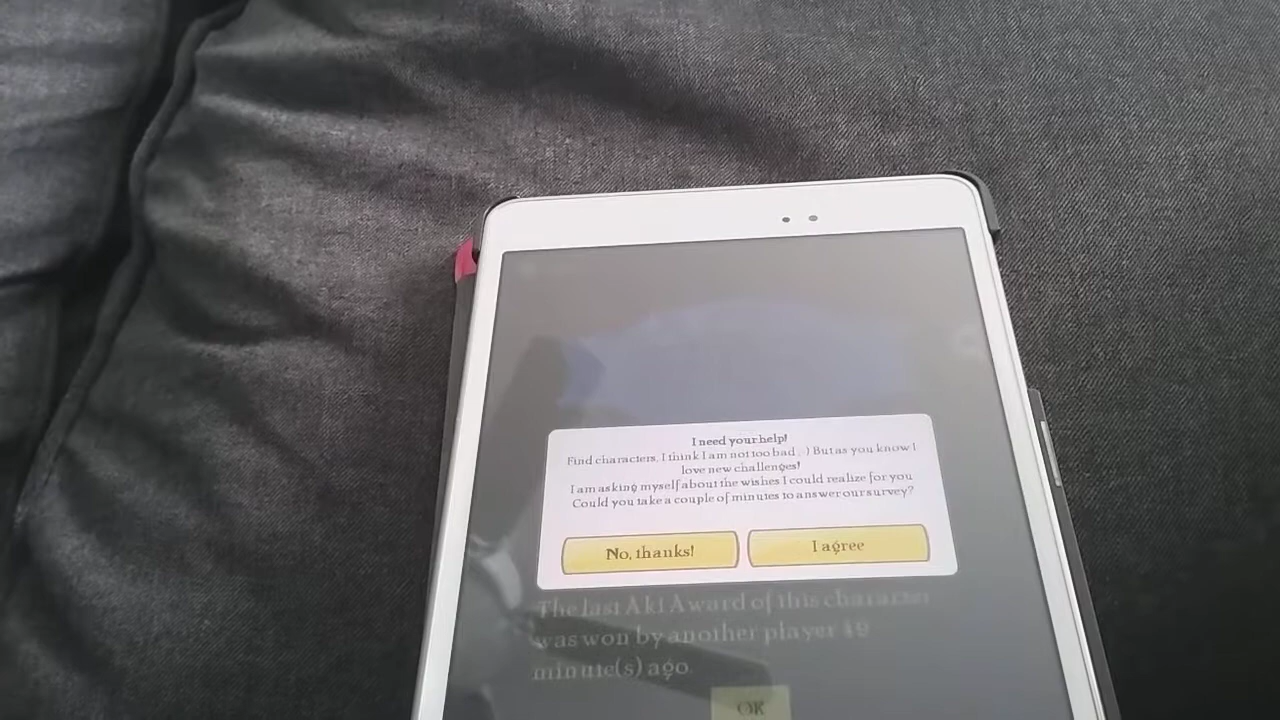 I need your help!
Find characters, I think I am not too bad ;-) But as you know I
love new challenges!
I am asking myself about the wishes I could realize for you
Could you take a couple of minutes to answer our survey?
No, thanks!
I agree
The last Aki Award of this character
was won by another player 49
minute(s) ago
OK